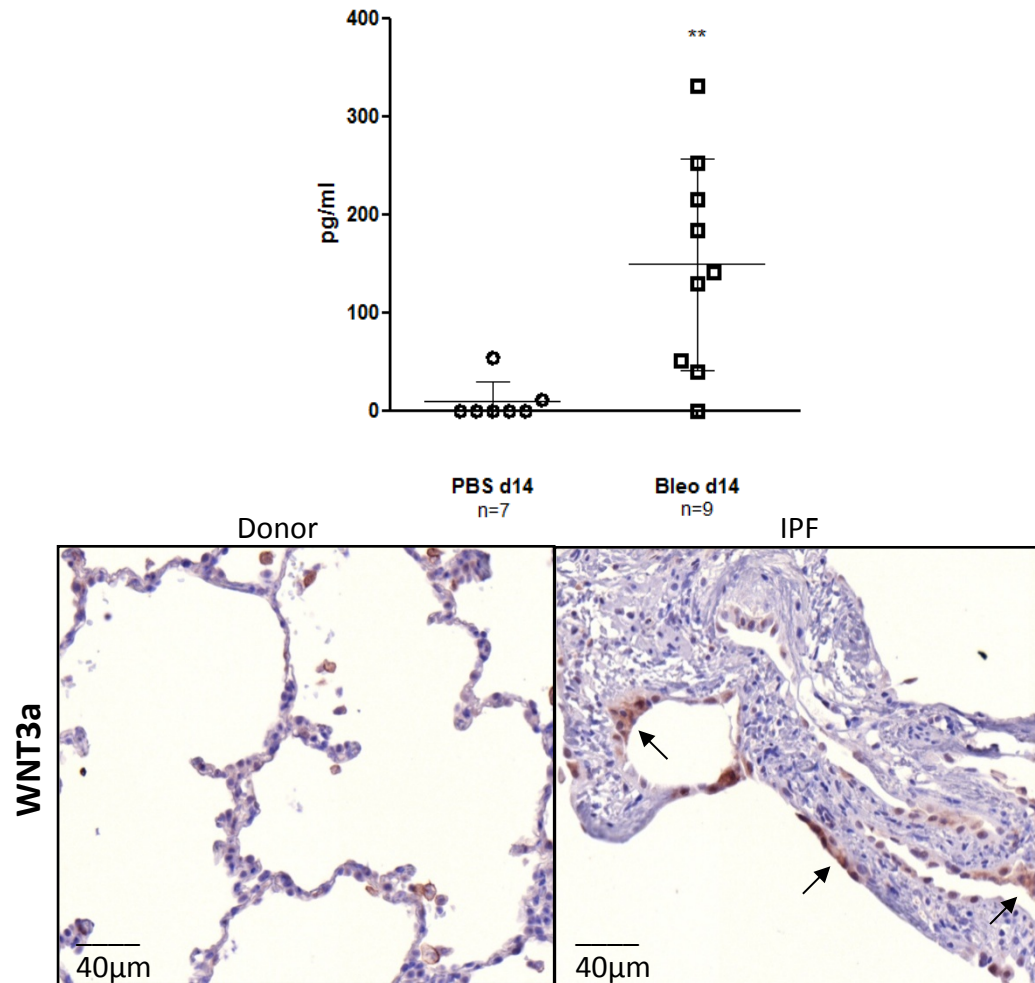 400
**
300
200
100
0
pg/ml
PBS d14
n=7
Bleo d14
n=9
Donor
IPF
WNT3a
40µm
40µm